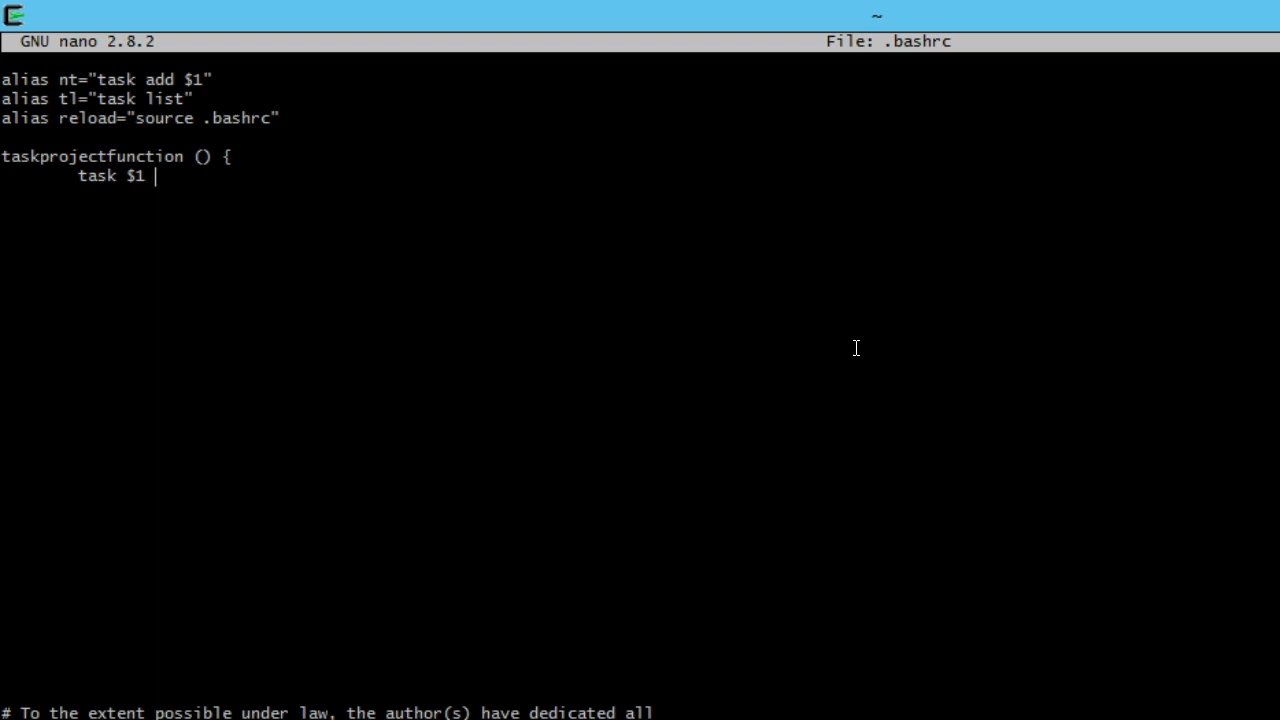 ~
GNU nano 2.8.2 File: .bashrc
alias nt="task add $1"
alias tl="task list"
alias reload="source .bashrc"
taskprojectfunction () {
task $1
# To the extent possible under law, the author(s) have dedicated all